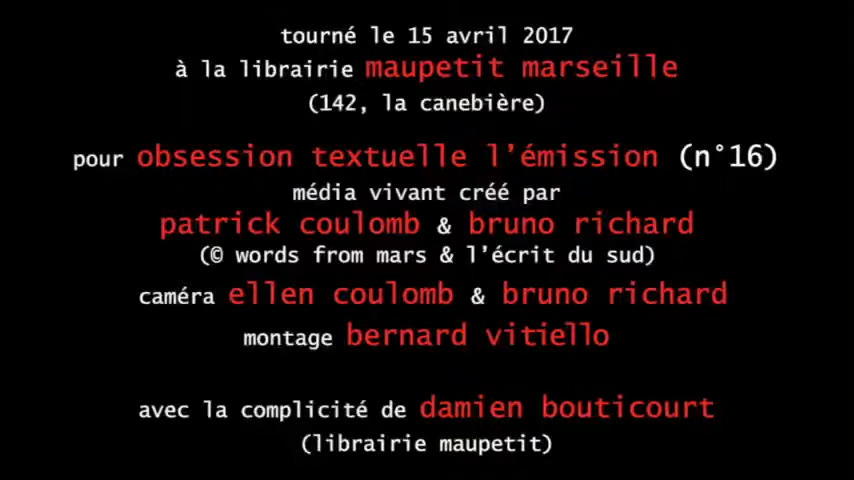 tourné le 15 avril 2017
à la librairie maupetit marseille
(142, la canebière)
pour obsession textuelle l'émission (n°16)
média vivant créé par
patrick coulomb & bruno richard
(© words from mars & l'écrit du sud)
caméra ellen coulomb & bruno richard
montage bernard vitiello
avec la complicité de damien bouticourt
(librairie maupetit)